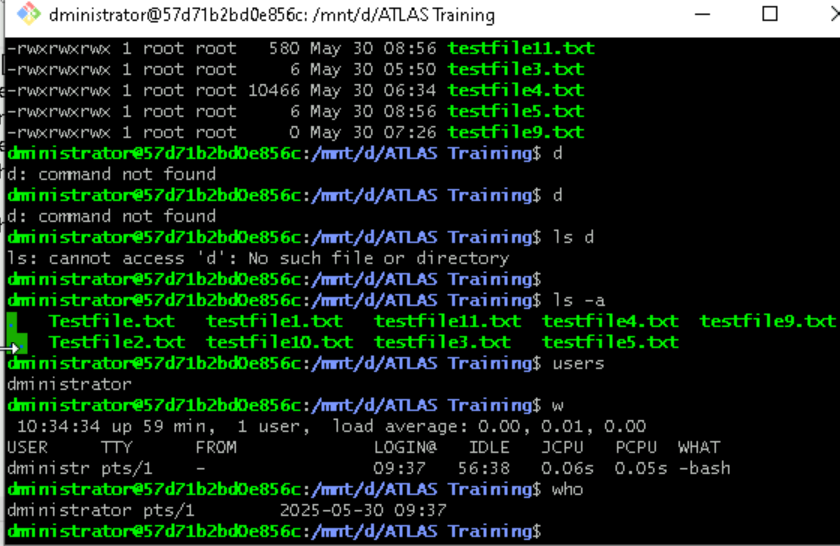 dministrator@57d71b2bd0e856c: /mnt/d/ATLAS Training
-rwxrwxrwx 1 root root   580 May 30 08:56 testfile11.txt
-rwxrwxrwx 1 root root     6 May 30 05:50 testfile3.txt
-rwxrwxrwx 1 root root 10466 May 30 06:34 testfile4.txt
-rwxrwxrwx 1 root root     6 May 30 08:56 testfile5.txt
-rwxrwxrwx 1 root root     0 May 30 07:26 testfile9.txt
dministrator@57d71b2bd0e856c:/mnt/d/ATLAS Training$ d
d: command not found
dministrator@57d71b2bd0e856c:/mnt/d/ATLAS Training$ d
d: command not found
dministrator@57d71b2bd0e856c:/mnt/d/ATLAS Training$ ls d
ls: cannot access 'd': No such file or directory
dministrator@57d71b2bd0e856c:/mnt/d/ATLAS Training$
dministrator@57d71b2bd0e856c:/mnt/d/ATLAS Training$ ls -a
.   Testfile.txt   testfile1.txt   testfile11.txt  testfile4.txt  testfile9.txt
..  Testfile2.txt  testfile10.txt  testfile3.txt   testfile5.txt
dministrator@57d71b2bd0e856c:/mnt/d/ATLAS Training$ users
dministrator
dministrator@57d71b2bd0e856c:/mnt/d/ATLAS Training$ w
 10:34:34 up 59 min,  1 user,  load average: 0.00, 0.01, 0.00
USER     TTY      FROM             LOGIN@   IDLE   JCPU   PCPU  WHAT
dministr pts/1    -                09:37   56:38   0.06s  0.05s -bash
dministrator@57d71b2bd0e856c:/mnt/d/ATLAS Training$ who
dministrator pts/1        2025-05-30 09:37
dministrator@57d71b2bd0e856c:/mnt/d/ATLAS Training$